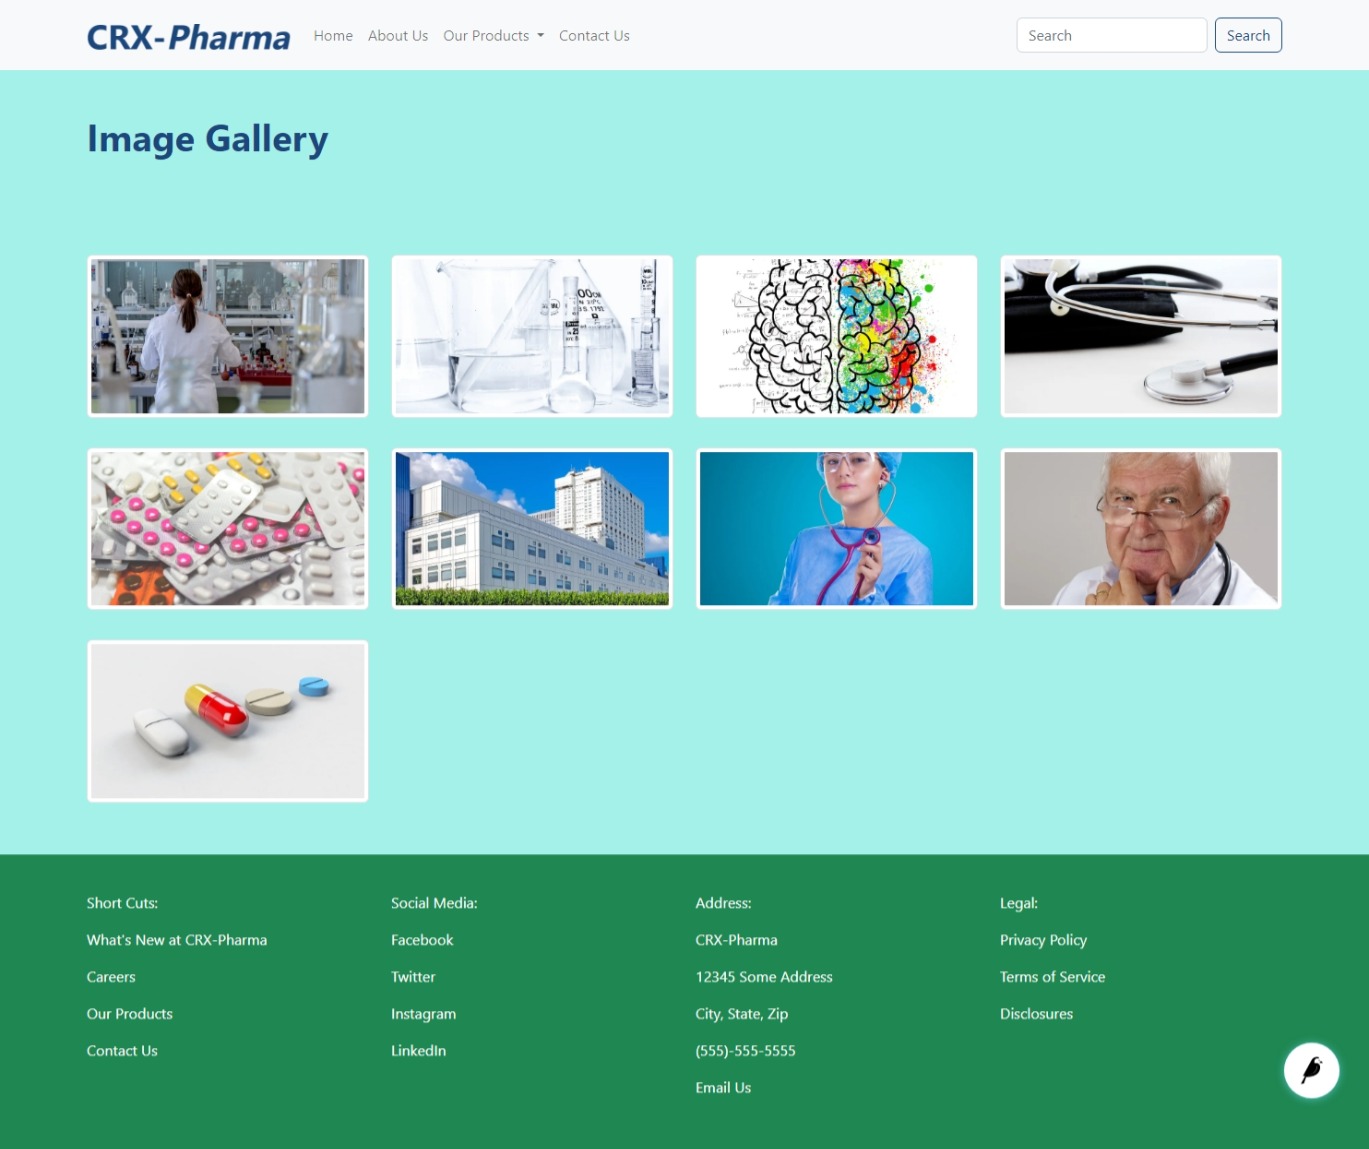 CRX-Pharma
Home
About Us
Our Products
Contact Us
Search
Search
Image Gallery
Short Cuts:
What's New at CRX-Pharma
Careers
Our Products
Contact Us
Social Media:
Facebook
Twitter
Instagram
LinkedIn
Address:
CRX-Pharma
12345 Some Address
City, State, Zip
(555)-555-5555
Email Us
Legal:
Privacy Policy
Terms of Service
Disclosures